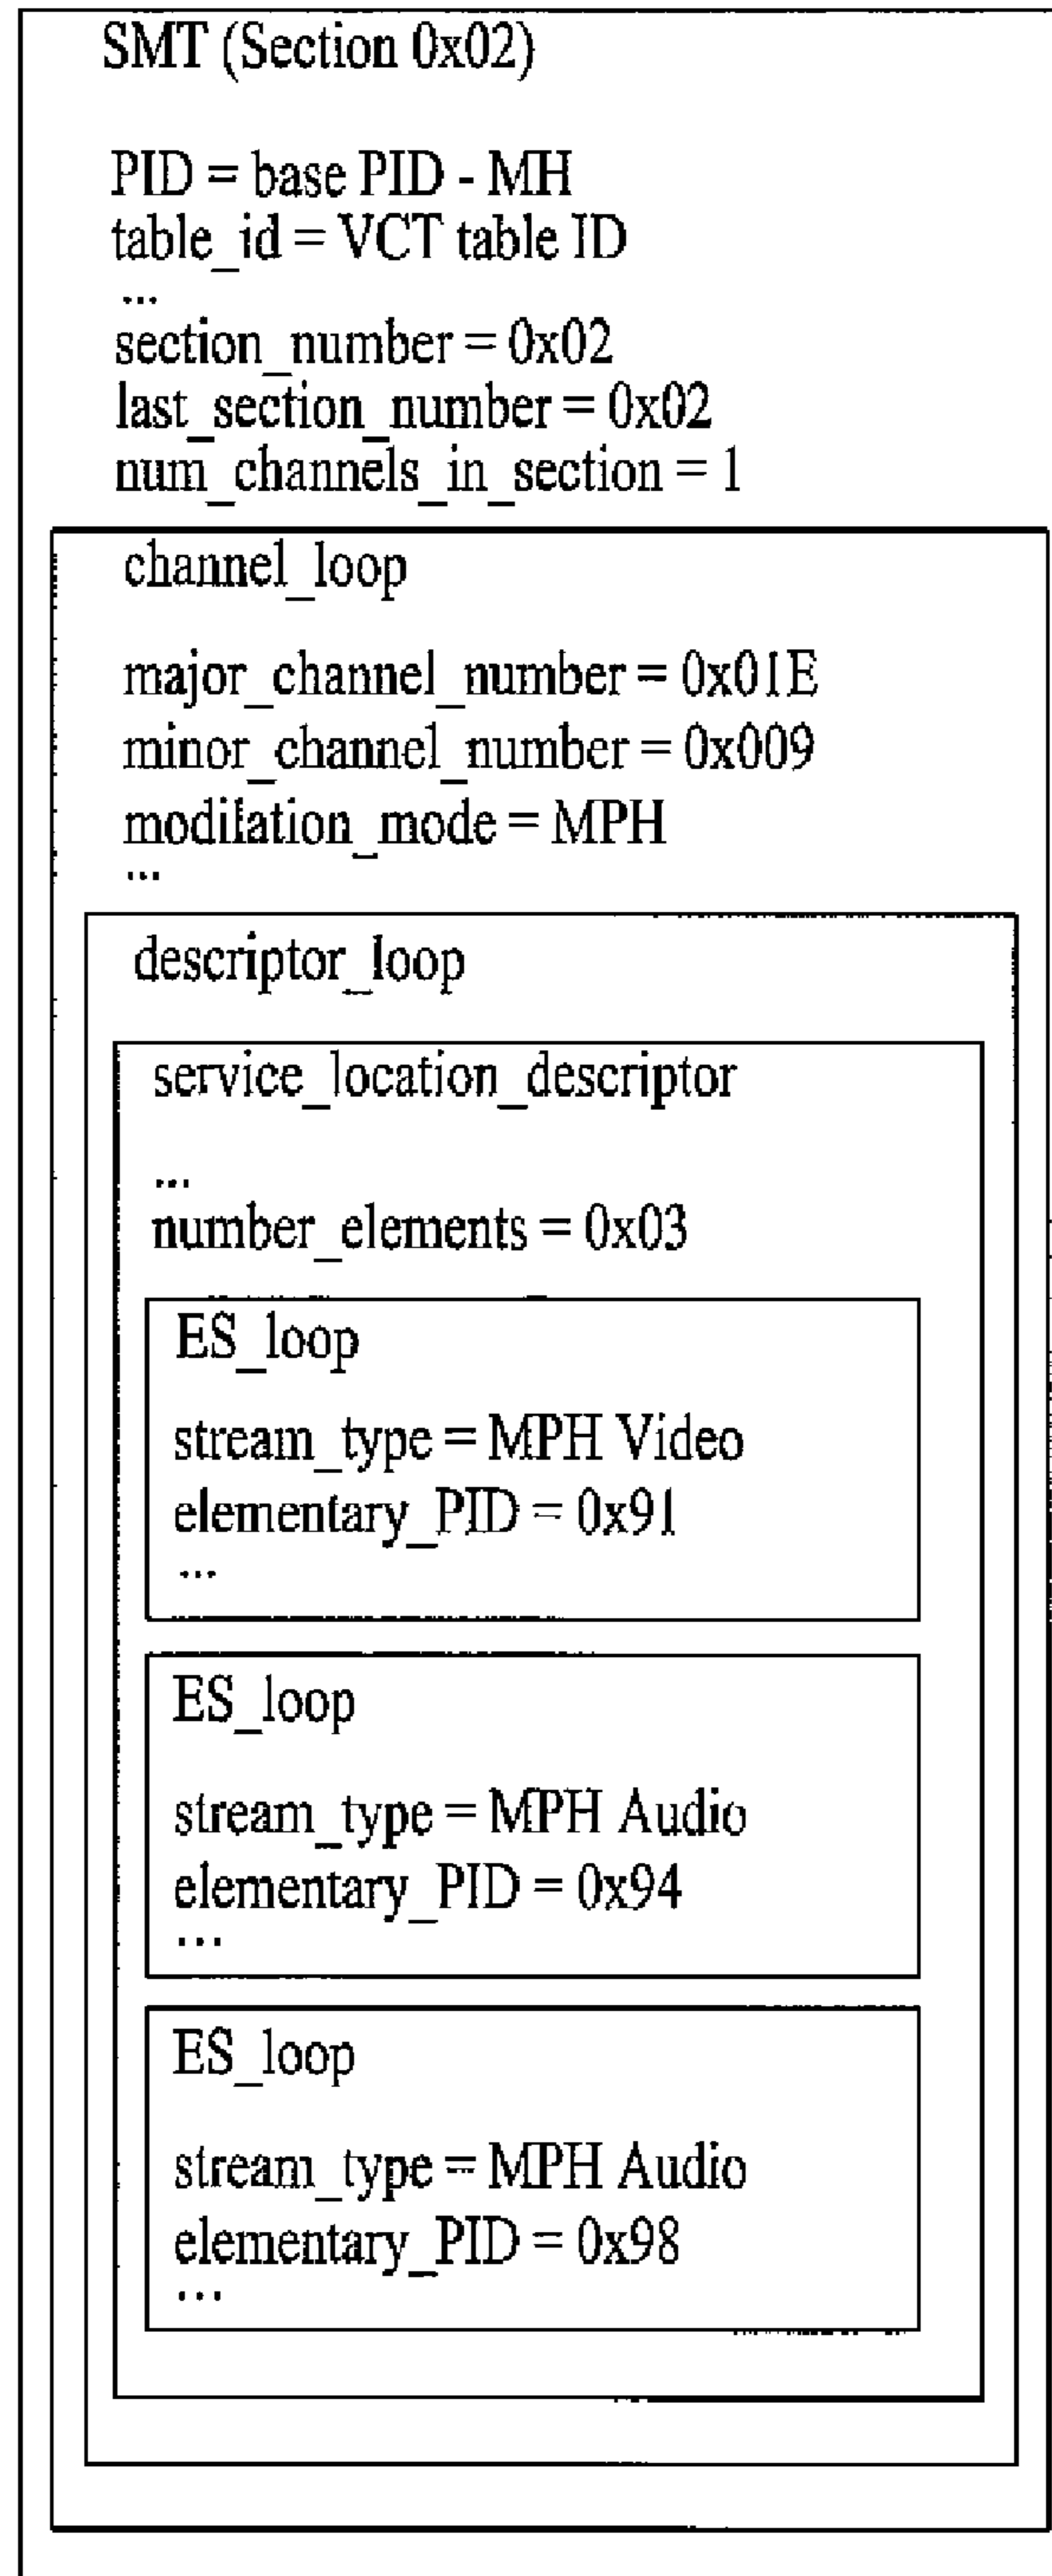 SMT (Section 0x02)
PID = base PID - MH
table_id = VCT table ID
...
section_number = 0x02
last_section_number = 0x02
num_channels_in_section = 1
channel_loop
major_channel_number = 0x01E
minor_channel_number = 0x009
modilation_mode = MPH
...
descriptor_loop
service_location_descriptor
...
number_elements = 0x03
ES_loop
stream_type = MPH Video
elementary_PID = 0x91
...
ES_loop
stream_type = MPH Audio
elementary_PID = 0x94
...
ES_loop
stream_type = MPH Audio
elementary_PID = 0x98
...